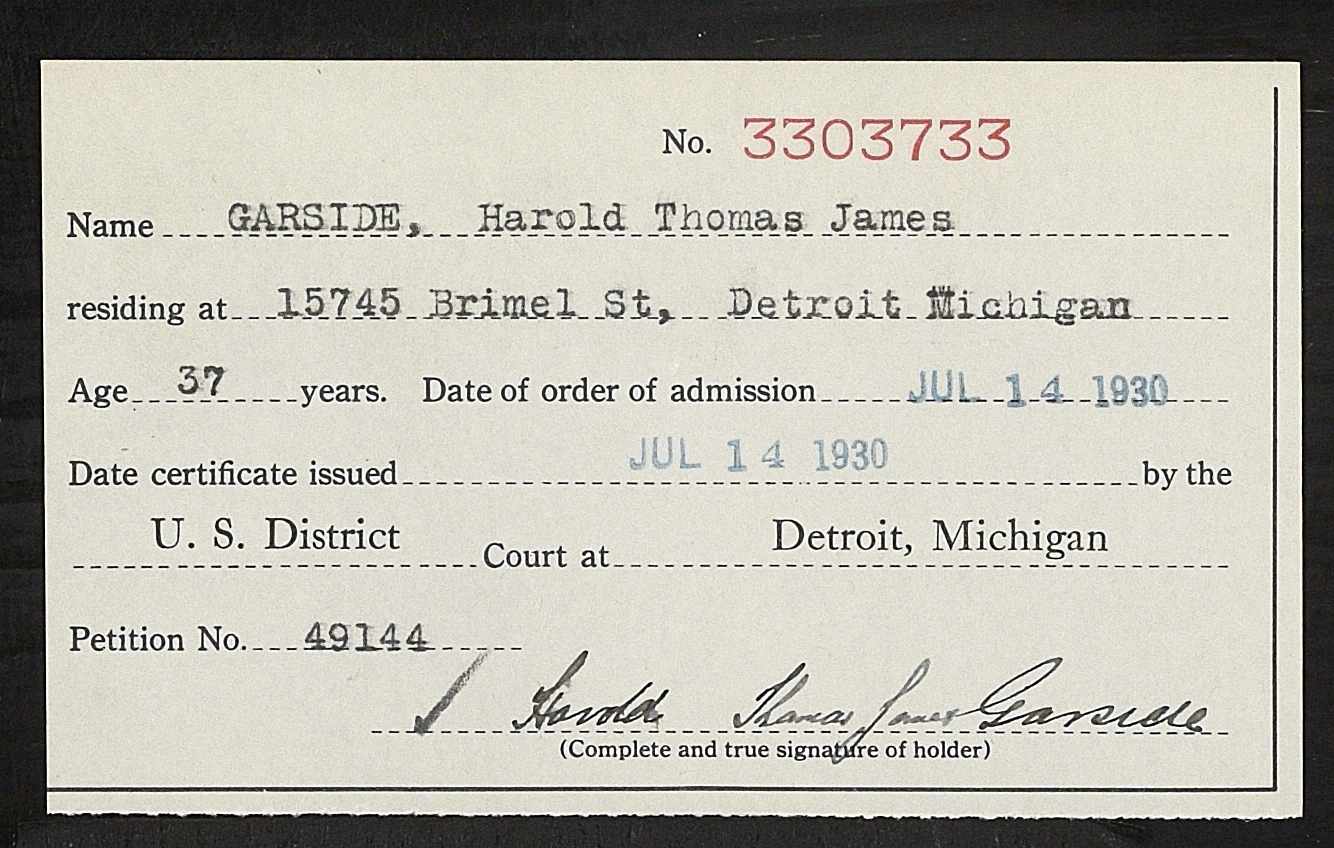 No. 3303733
Name GARSIDE, Harold Thomas James
residing at 15745 Brimel St, Detroit Michigan
Age 37 years. Date of order of admission JUL 14 1930
Date certificate issued JUL 14 1930 by the
U. S. District Court at Detroit, Michigan
Petition No. 49144
Harold Thomas James Garside
(Complete and true signature of holder)